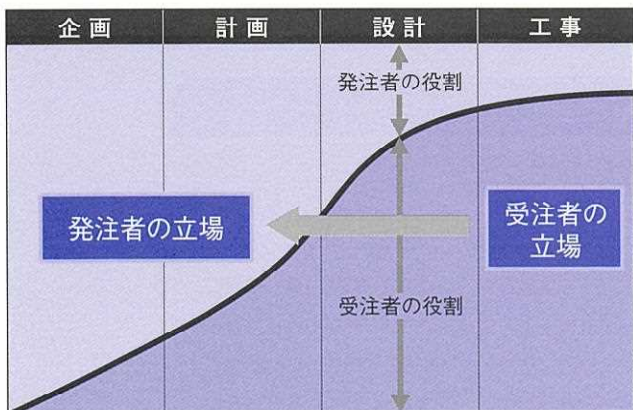 企画 計画 設計 工事
発注者の役割
発注者の立場
受注者の
立場
受注者の役割